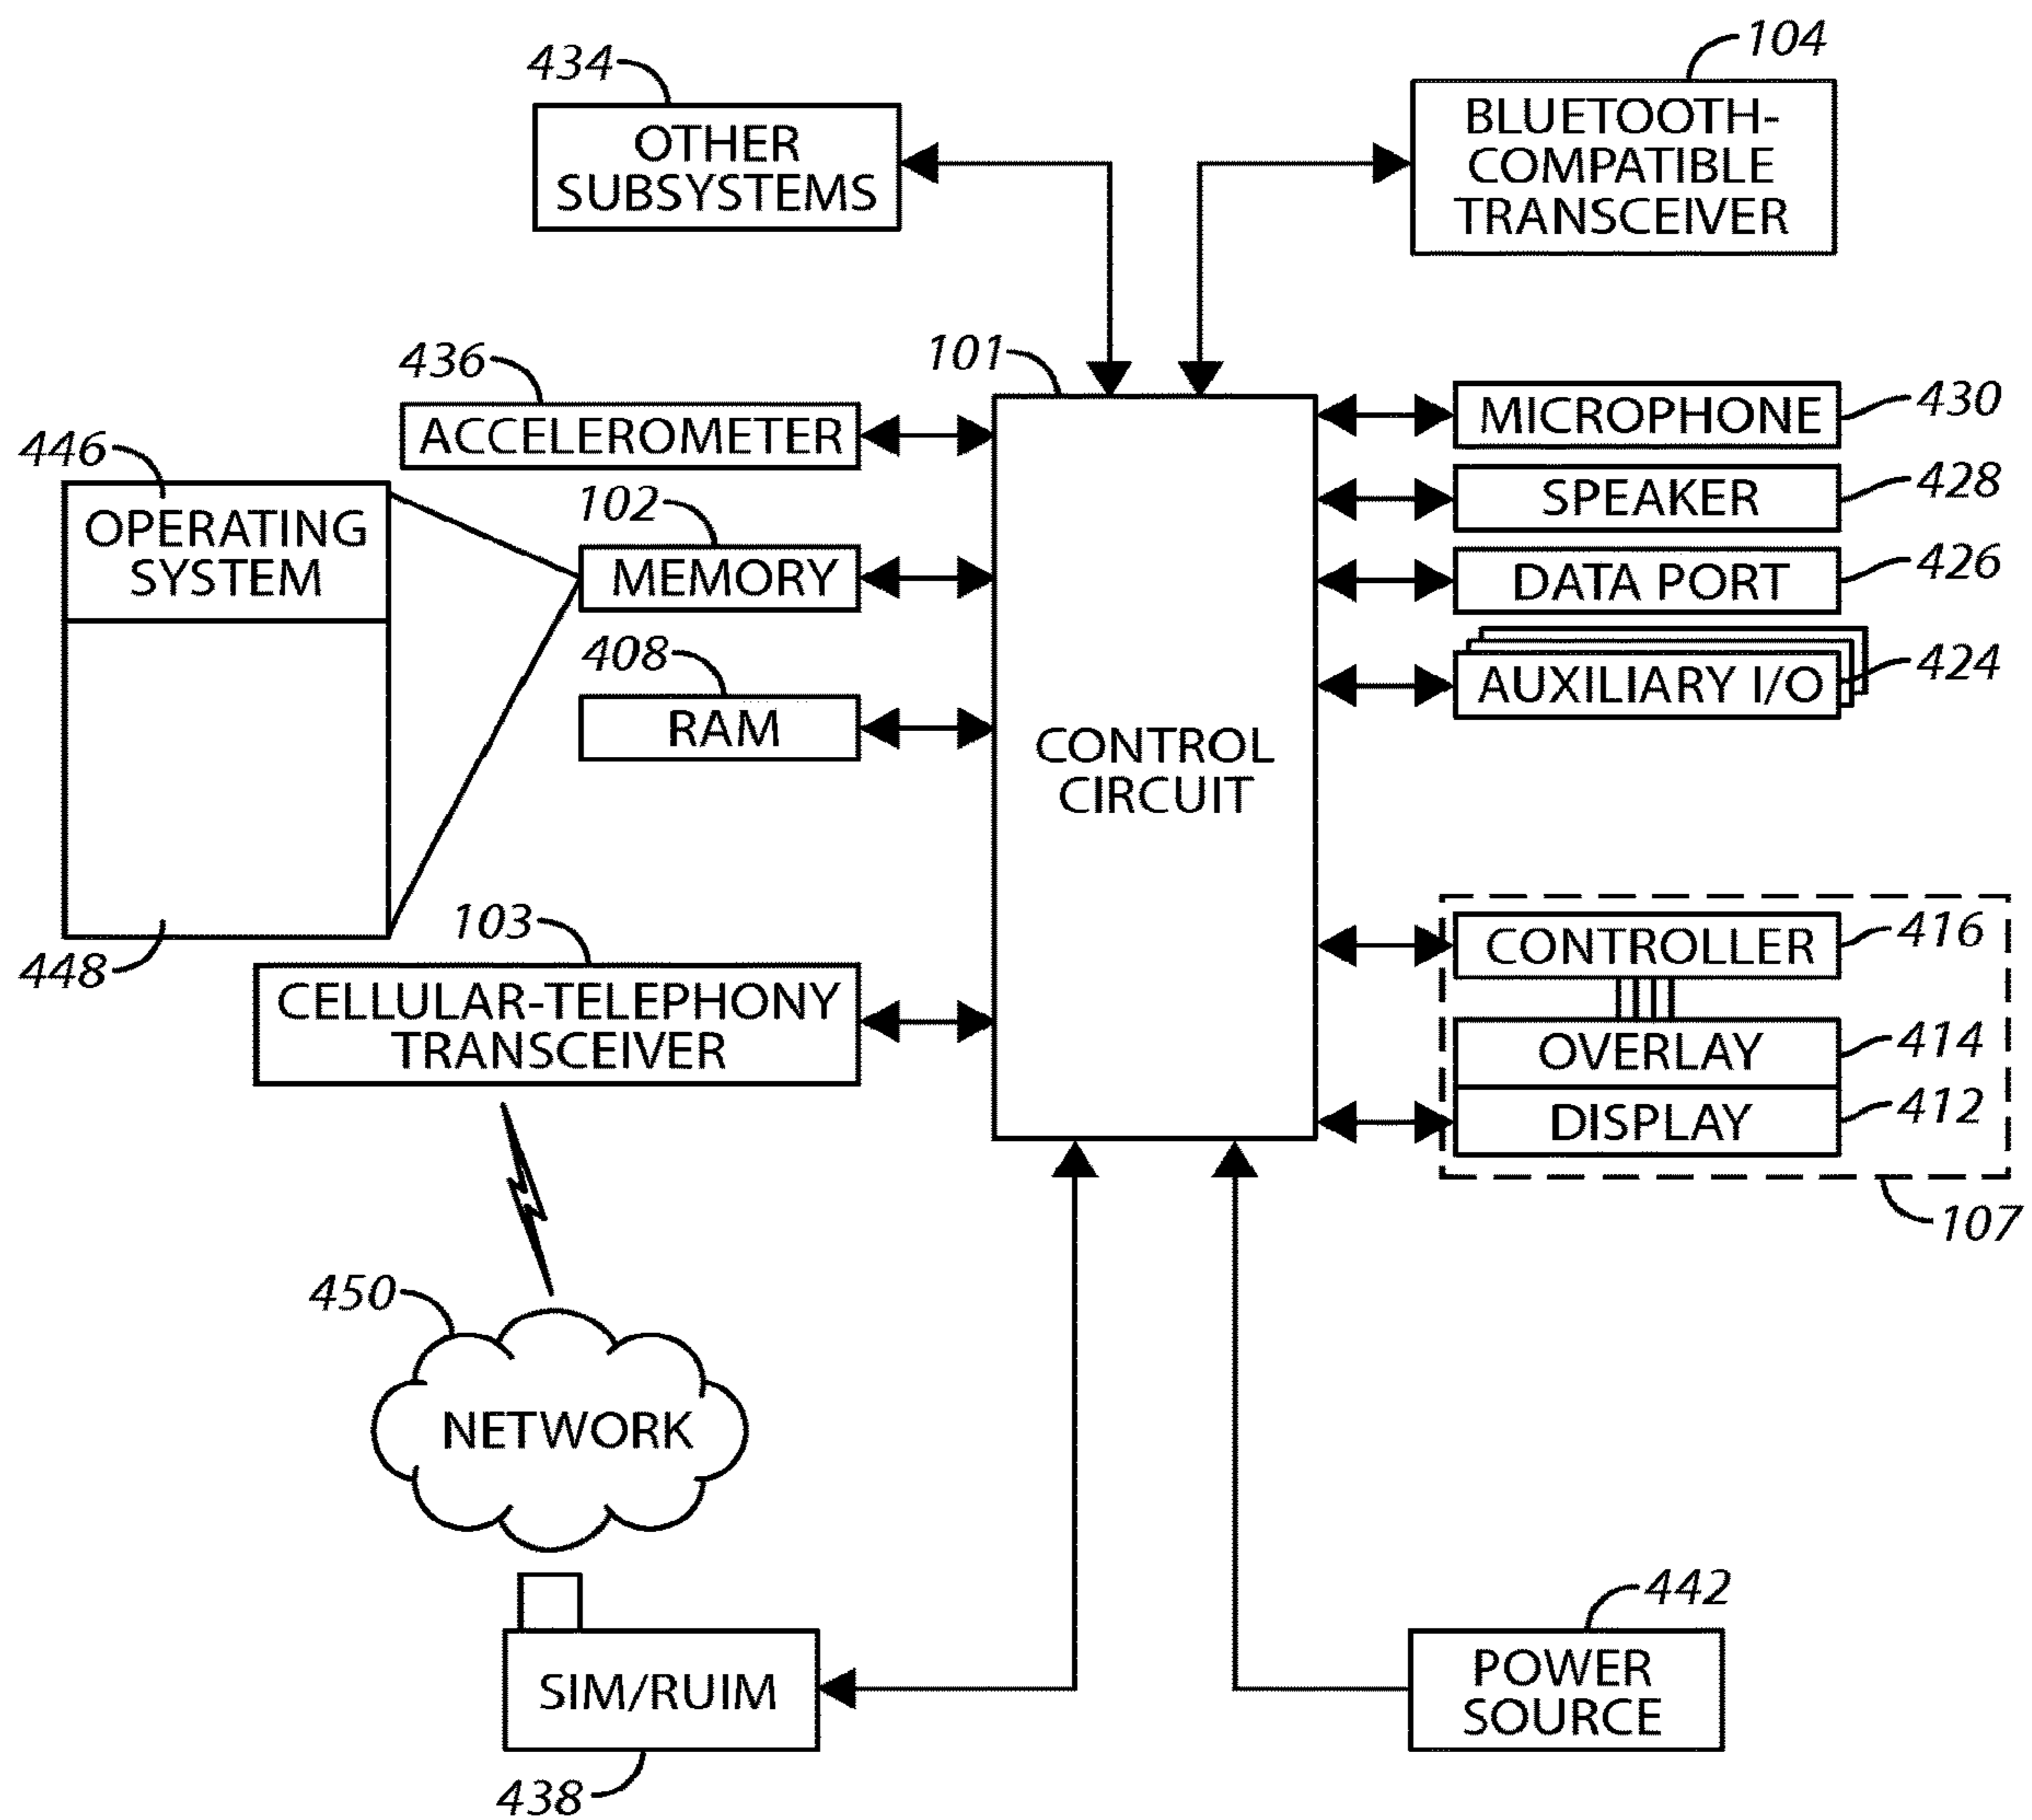 434
OTHER
SUBSYSTEMS
104
BLUETOOTH-
COMPATIBLE
TRANSCEIVER
436
ACCELEROMETER
101
CONTROL
CIRCUIT
446
OPERATING
SYSTEM
448
102
MEMORY
408
RAM
103
CELLULAR-TELEPHONY
TRANSCEIVER
MICROPHONE
430
SPEAKER
428
DATA PORT
426
AUXILIARY I/O
424
CONTROLLER
416
OVERLAY
414
DISPLAY
412
107
450
NETWORK
SIM/RUIM
438
442
POWER
SOURCE